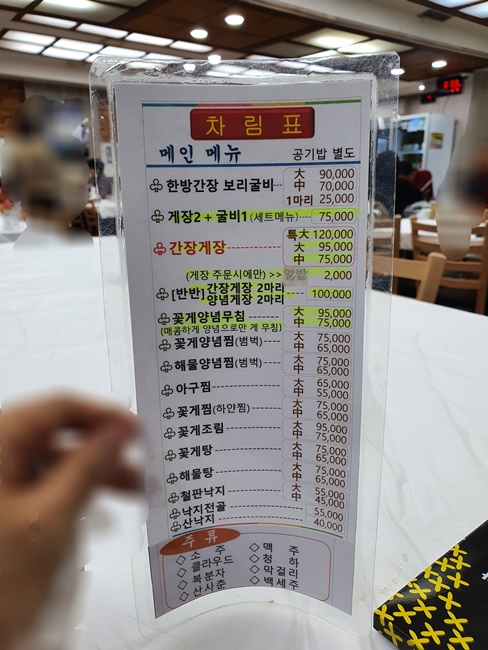 차 림 표
메인 메뉴 공기밥 별도
♧ 한방간장 보리굴비 -- 大 90,000
中 70,000
1마리 25,000
♧ 게장2 + 굴비1 (세트메뉴) ---- 75,000
♧ 간장게장 ---------- 특大 120,000
大 95,000
中 75,000
(게장 주문시에만) >> 2,000
♧ [반반] 간장게장 2마리 100,000
양념게장 2마리
♧ 꽃게양념무침 -------- 大 95,000
(매콤하게 양념으로만 게 무침) 中 75,000
♧ 꽃게양념찜(범벅) ---- 大 75,000
中 65,000
♧ 해물양념찜(범벅) ---- 大 75,000
中 65,000
♧ 아구찜 -------------- 大 65,000
中 55,000
♧ 꽃게찜(하얀찜) ------ 大 75,000
中 65,000
♧ 꽃게조림 ------------ 大 95,000
中 75,000
♧ 꽃게탕 -------------- 大 75,000
中 65,000
♧ 해물탕 -------------- 大 75,000
中 65,000
♧ 철판낙지 ------------ 大 55,000
中 45,000
♧ 낙지전골 ------------ 55,000
♧ 산낙지 -------------- 40,000
주 류
◇ 소 주 ◇ 맥 주
◇ 클라우드 ◇ 청 하
◇ 복분자 ◇ 막걸리
◇ 산사춘 ◇ 백세주